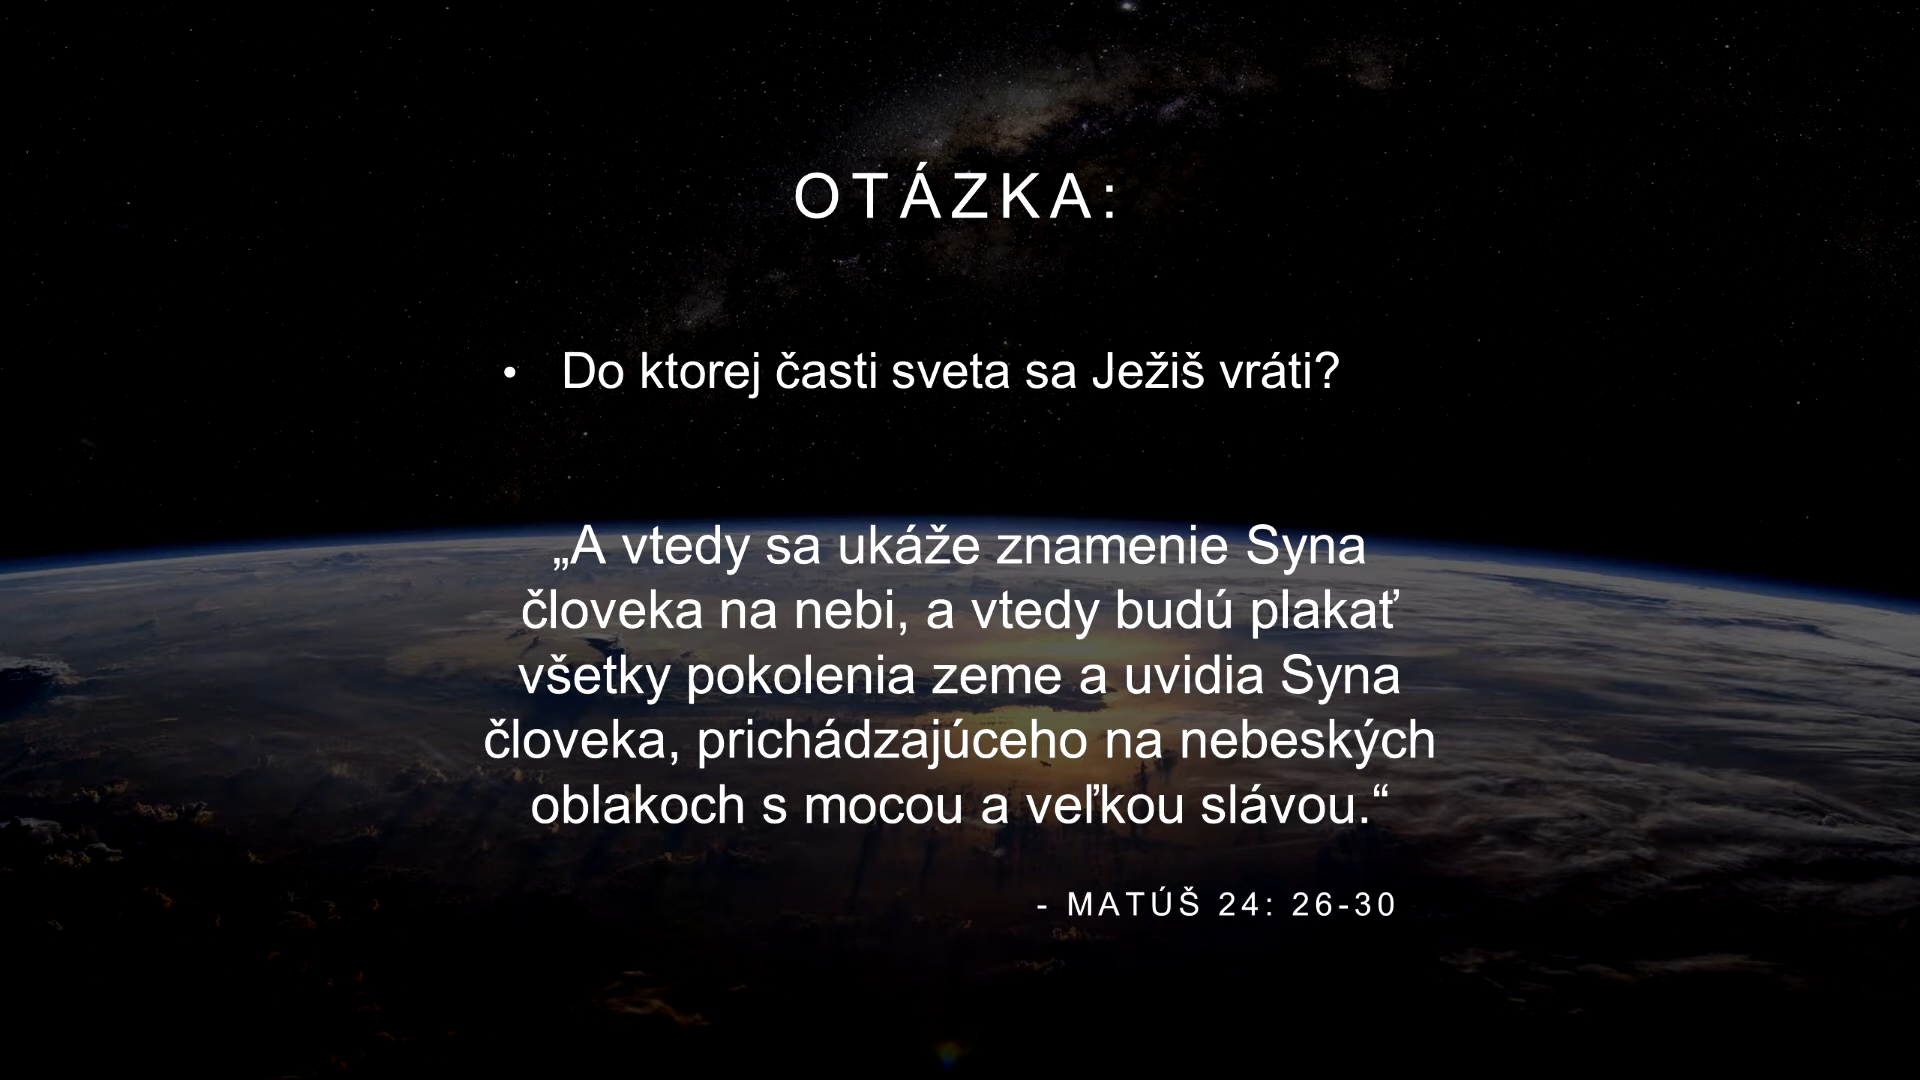 OTÁZKA:
• Do ktorej časti sveta sa Ježiš vráti?
„A vtedy sa ukáže znamenie Syna
človeka na nebi, a vtedy budú plakať
všetky pokolenia zeme a uvidia Syna
človeka, prichádzajúceho na nebeských
oblakoch s mocou a veľkou slávou.“
- MATÚŠ 24: 26-30